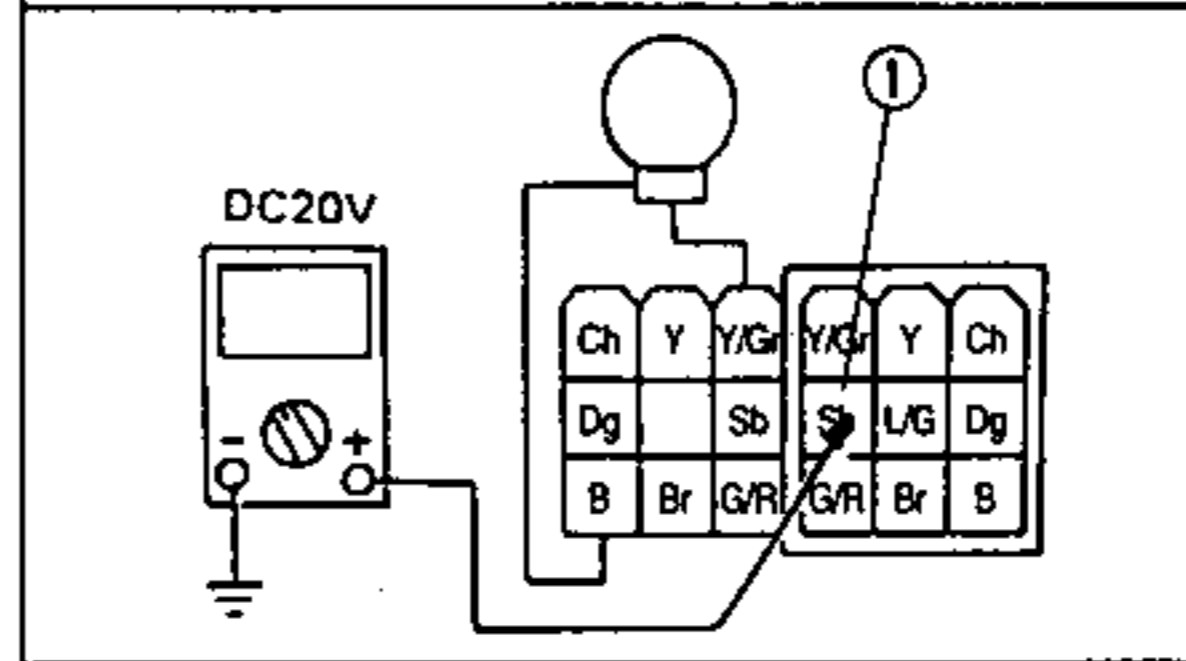 ①
DC20V
- +
Ch Y Y/Gr Y/Gr Y Ch
Dg Sb Sb L/G Dg
B Br G/R G/R Br B